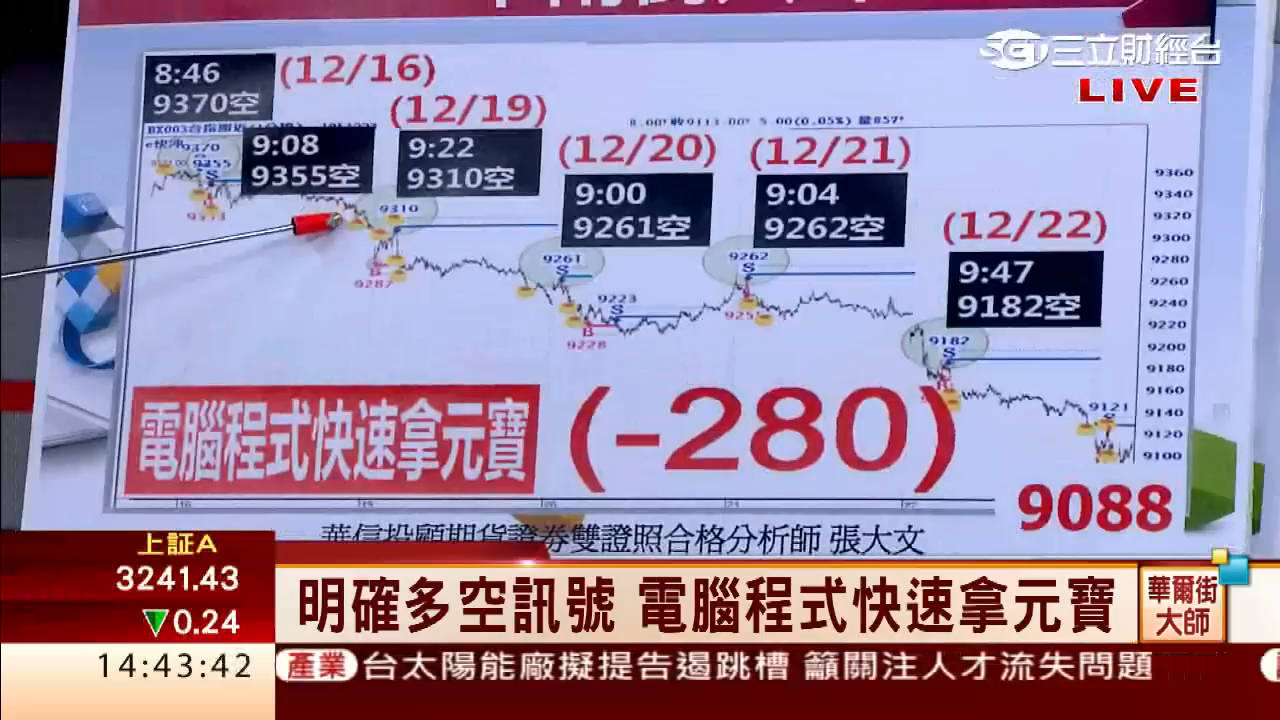 SET 三立財經台
LIVE
8:46
9370空
(12/16)
9:08
9355空
(12/19)
9:22
9310空
(12/20)
9:00
9261空
(12/21)
9:04
9262空
(12/22)
9:47
9182空
9370
9255
9310
9287
9261
9228
9223
9262
9182
9121
S
B
9360
9340
9320
9300
9280
9260
9240
9220
9200
9180
9160
9140
9120
9100
電腦程式快速拿元寶
(-280)
9088
華信投顧期貨證券雙證照合格分析師 張大文
上証A
3241.43
▼0.24
明確多空訊號 電腦程式快速拿元寶
華爾街
大師
14:43:42
產業 台太陽能廠擬提告遏跳槽 籲關注人才流失問題